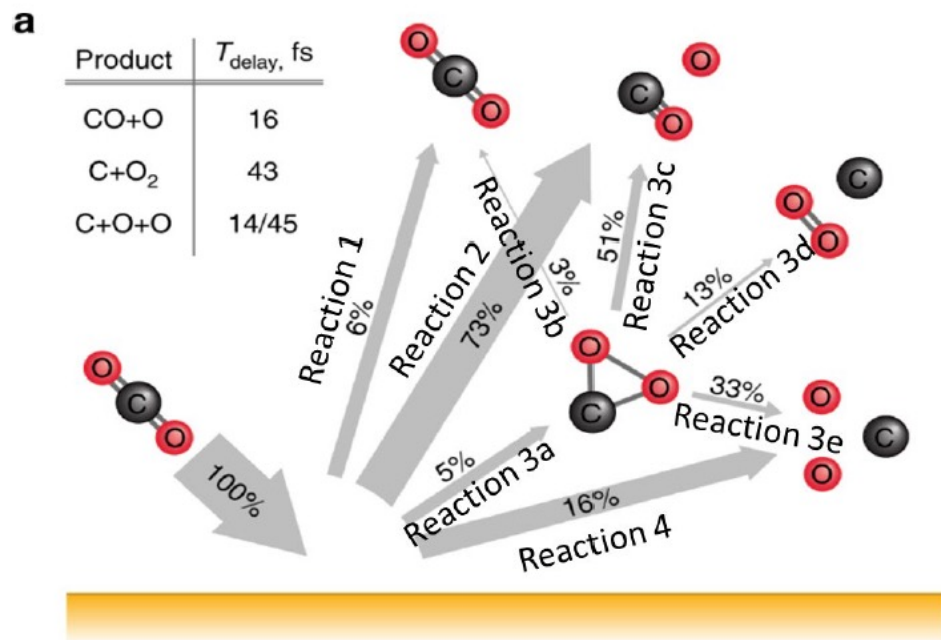 a
Product T_delay, fs
CO+O 16
C+O₂ 43
C+O+O 14/45
O
C
O
O
C
O
O
C
O
O
C
O
100%
Reaction 1
6%
Reaction 2
73%
Reaction 3b
3%
51%
Reaction 3c
13%
Reaction 3d
O
O
C
33%
Reaction 3e
O
C
O
5%
Reaction 3a
16%
Reaction 4